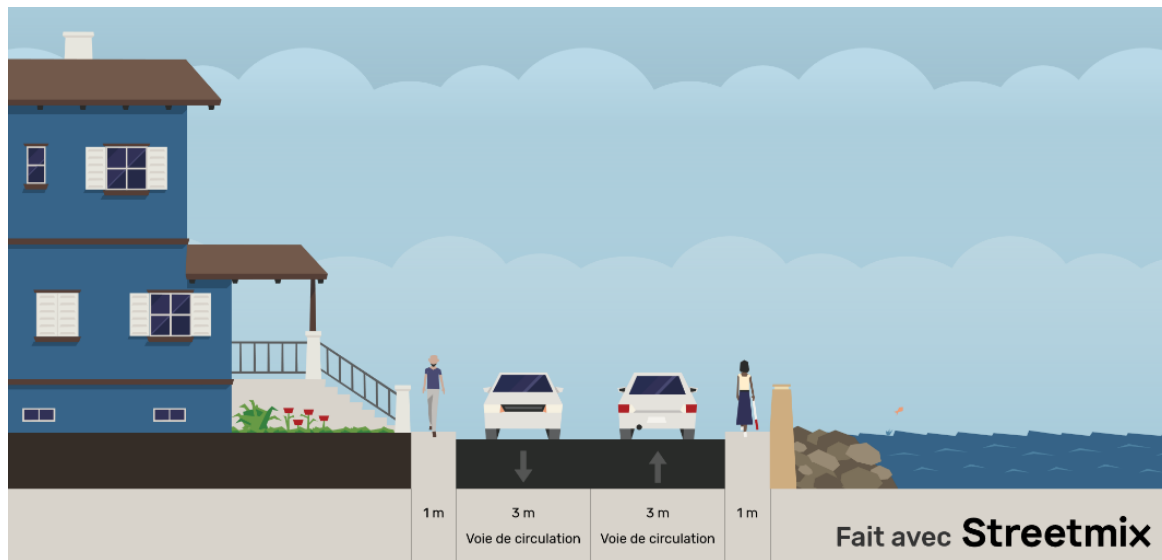 1 m
3 m
Voie de circulation
3 m
Voie de circulation
1 m
Fait avec Streetmix